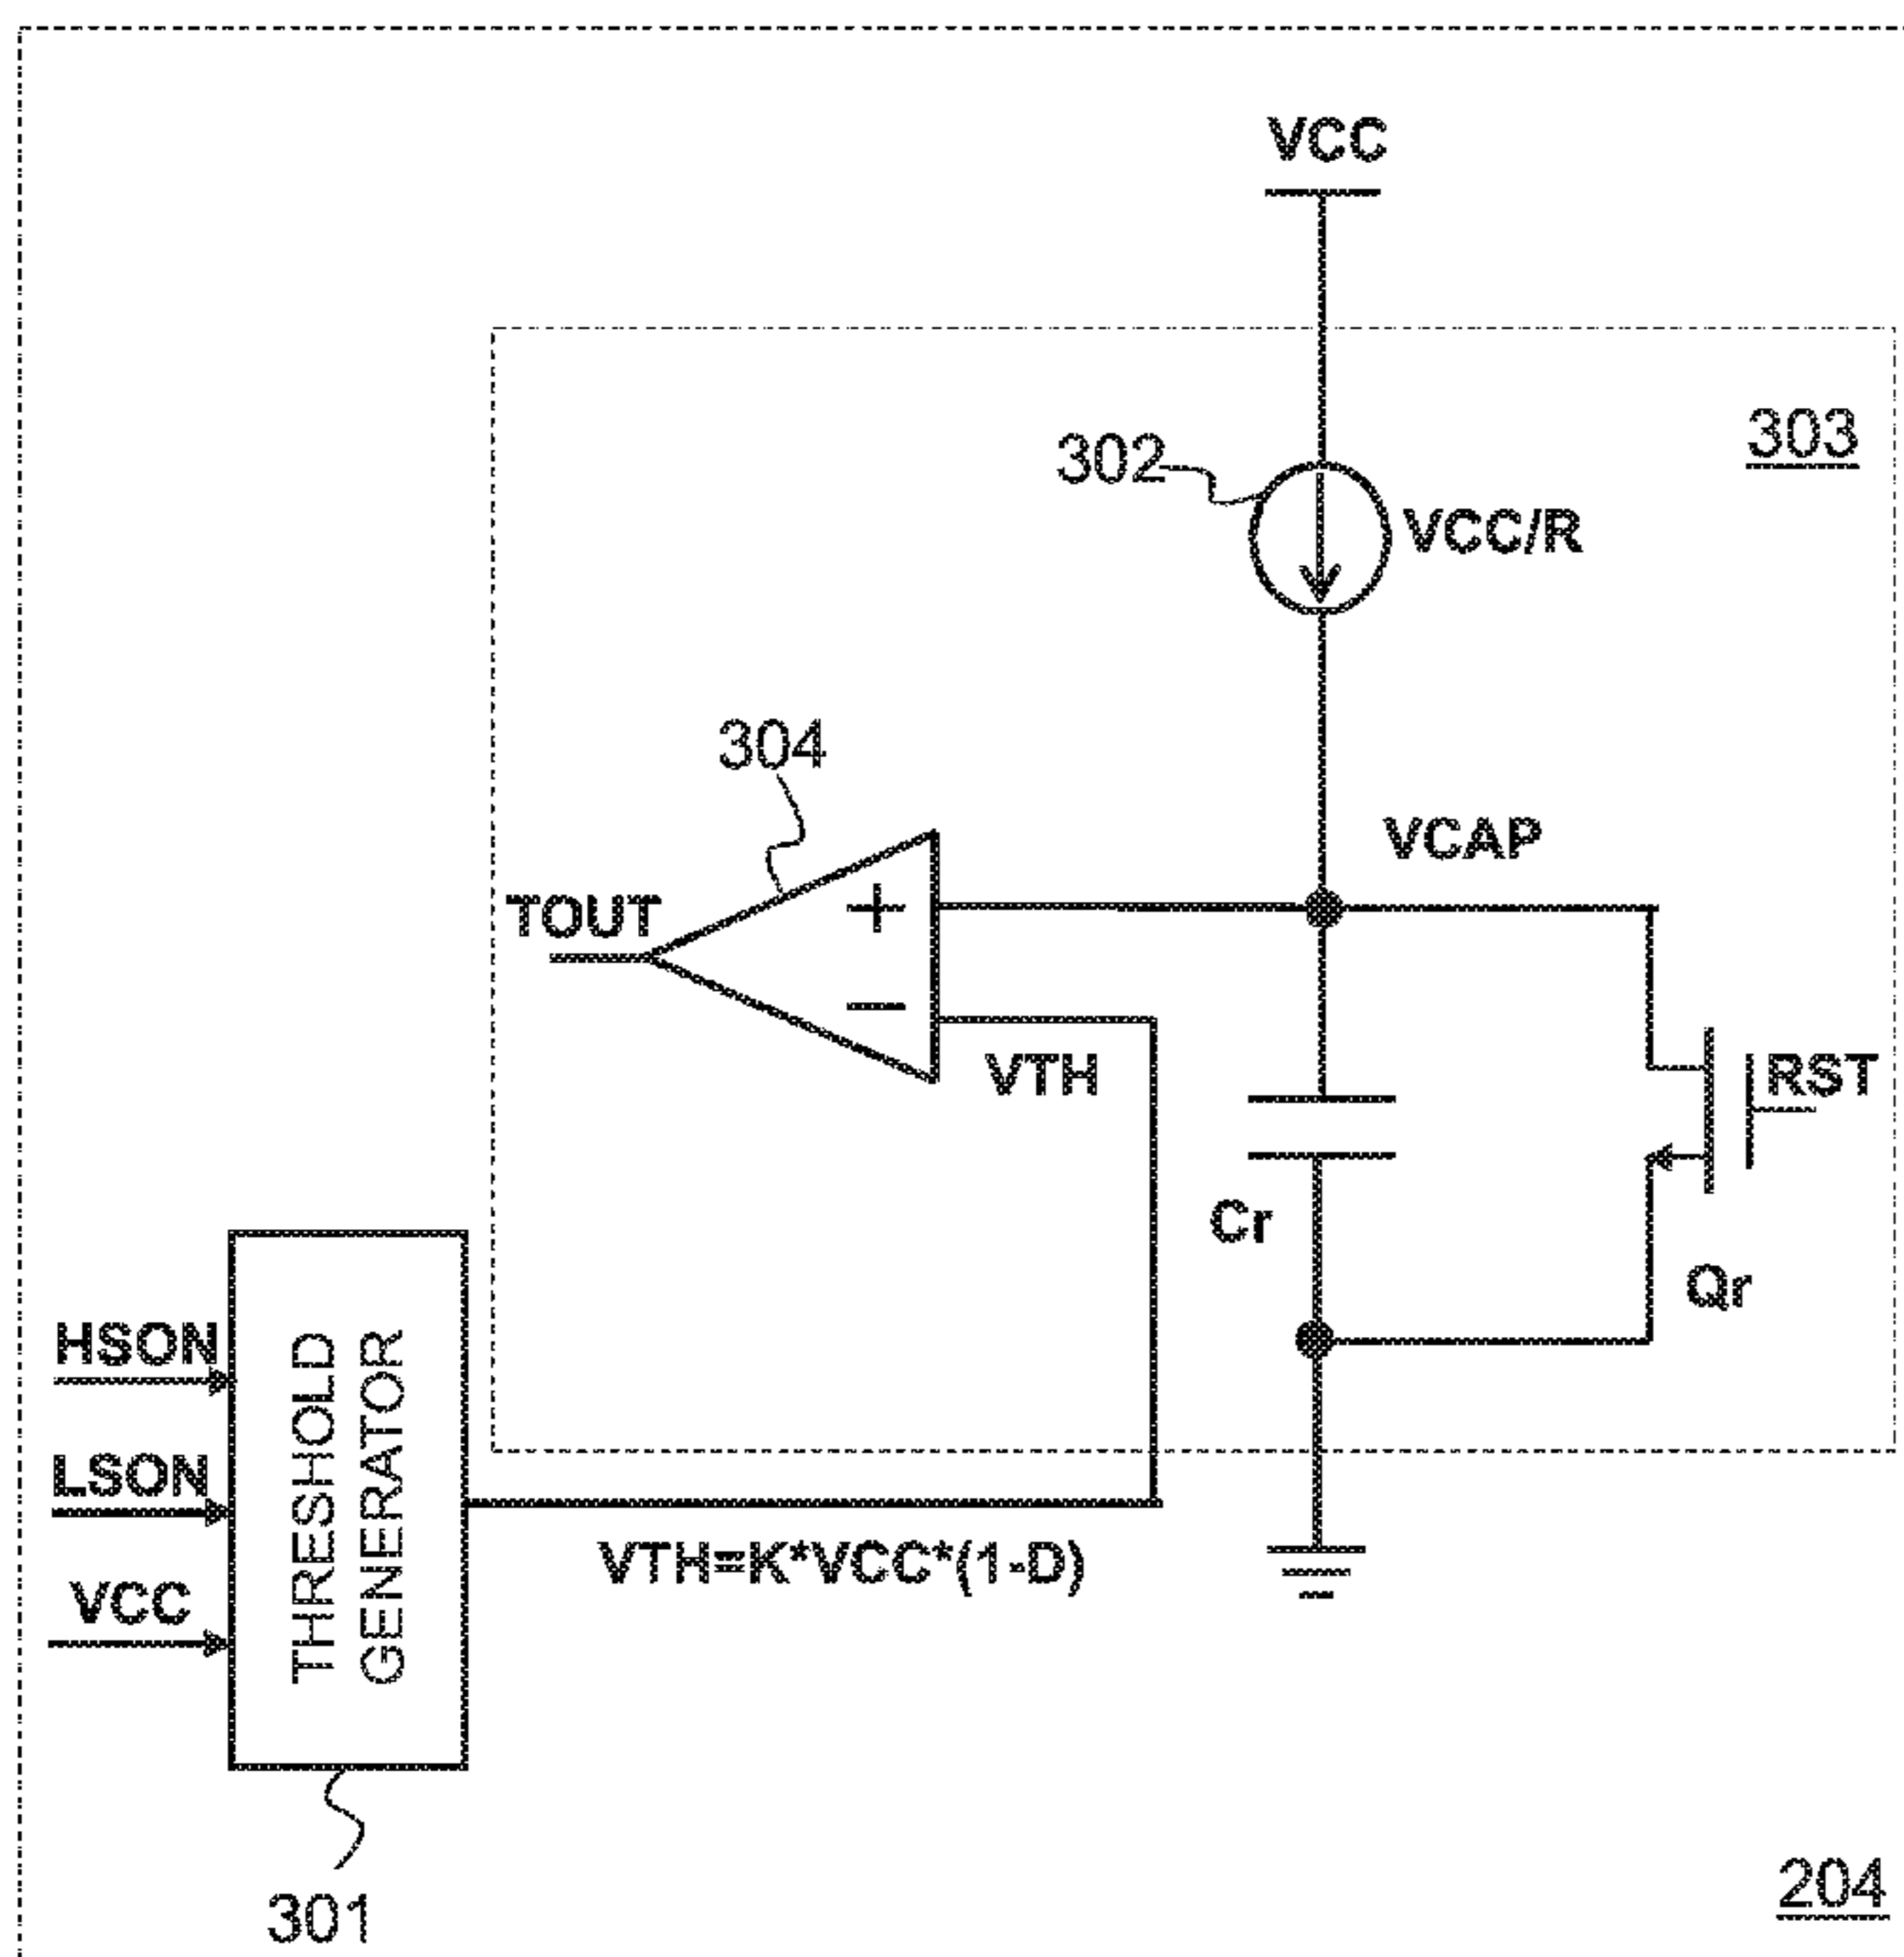 VCC
303
302
VCC/R
304
VCAP
TOUT
+
−
VTH
RST
Cr
Qr
HSON
LSON
VCC
THRESHOLD
GENERATOR
VTH=K*VCC*(1-D)
301
204